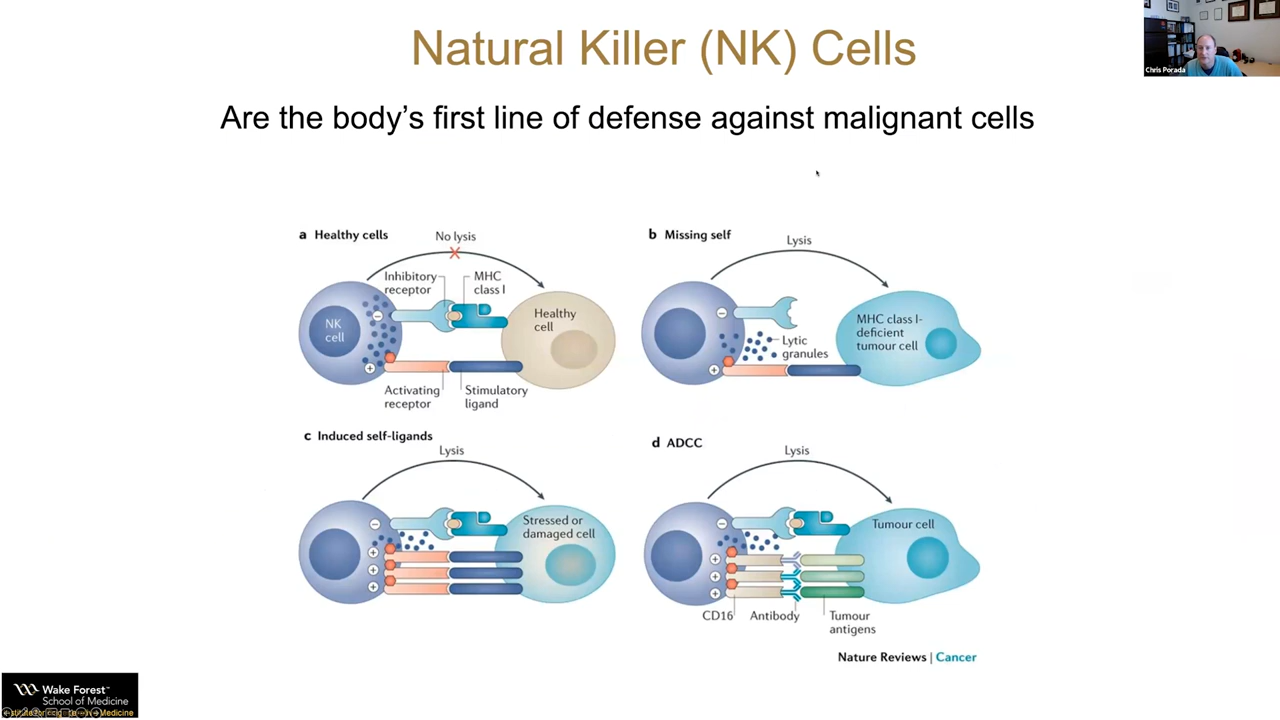 Natural Killer (NK) Cells
Chris Porada
Are the body's first line of defense against malignant cells
a Healthy cells
No lysis
Inhibitory
receptor
MHC
class I
NK
cell
Healthy
cell
Activating
receptor
Stimulatory
ligand
b Missing self
Lysis
MHC class I-
deficient
tumour cell
Lytic
granules
c Induced self-ligands
Lysis
Stressed or
damaged cell
d ADCC
Lysis
Tumour cell
CD16
Antibody
Tumour
antigens
Nature Reviews | Cancer
Wake Forest™
School of Medicine
Medicine